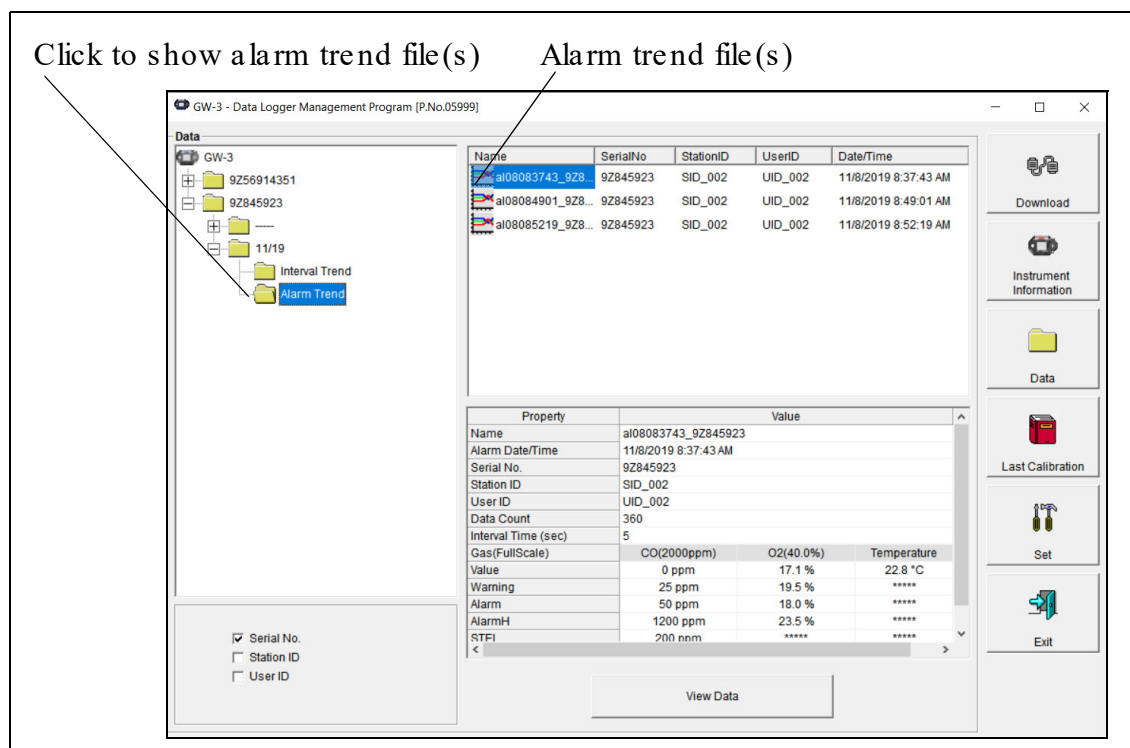 Click to show alarm trend file(s) Alarm trend file(s)
GW-3 - Data Logger Management Program [P.No.05999]
Data
GW-3
9Z56914351
9Z845923
-----
11/19
Interval Trend
Alarm Trend
Serial No.
Station ID
User ID
Name SerialNo StationID UserID Date/Time
al08083743_9Z8... 9Z845923 SID_002 UID_002 11/8/2019 8:37:43 AM
al08084901_9Z8... 9Z845923 SID_002 UID_002 11/8/2019 8:49:01 AM
al08085219_9Z8... 9Z845923 SID_002 UID_002 11/8/2019 8:52:19 AM
Property Value
Name al08083743_9Z845923
Alarm Date/Time 11/8/2019 8:37:43 AM
Serial No. 9Z845923
Station ID SID_002
User ID UID_002
Data Count 360
Interval Time (sec) 5
Gas(FullScale) CO(2000ppm) O2(40.0%) Temperature
Value 0 ppm 17.1 % 22.8 °C
Warning 25 ppm 19.5 % *****
Alarm 50 ppm 18.0 % *****
AlarmH 1200 ppm 23.5 % *****
STEL 200 ppm ***** *****
View Data
Download
Instrument
Information
Data
Last Calibration
Set
Exit